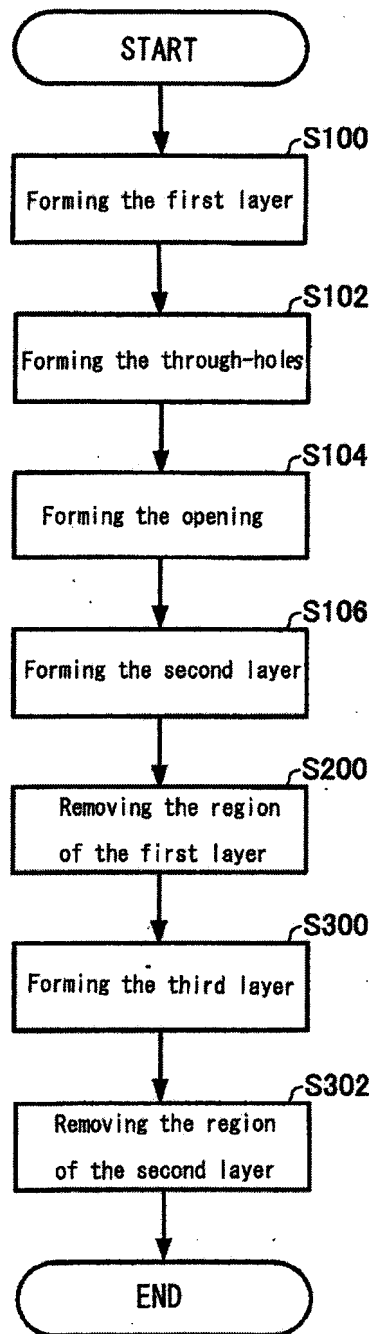 START
S100
Forming the first layer
S102
Forming the through-holes
S104
Forming the opening
S106
Forming the second layer
S200
Removing the region
of the first layer
S300
Forming the third layer
S302
Removing the region
of the second layer
END